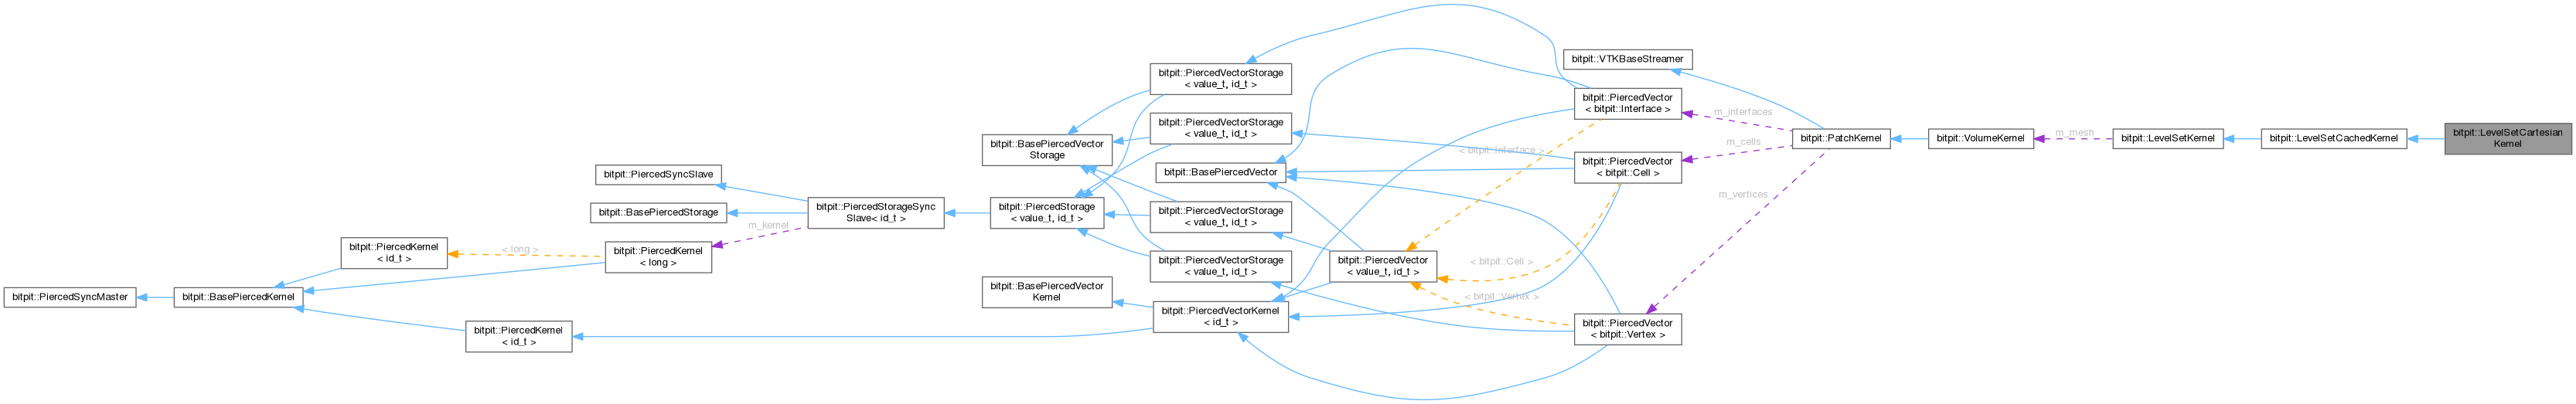 bitpit::PiercedSyncMaster
bitpit::BasePiercedKernel
bitpit::PiercedKernel
< id_t >
< long >
bitpit::PiercedKernel
< id_t >
bitpit::PiercedSyncSlave
bitpit::BasePiercedStorage
bitpit::PiercedKernel
< long >
m_kernel
bitpit::PiercedStorageSync
Slave< id_t >
bitpit::BasePiercedVector
Storage
bitpit::PiercedStorage
< value_t, id_t >
bitpit::BasePiercedVector
Kernel
bitpit::PiercedVectorStorage
< value_t, id_t >
bitpit::PiercedVectorStorage
< value_t, id_t >
bitpit::BasePiercedVector
bitpit::PiercedVectorStorage
< value_t, id_t >
bitpit::PiercedVectorStorage
< value_t, id_t >
bitpit::PiercedVectorKernel
< id_t >
bitpit::PiercedVector
< value_t, id_t >
< bitpit::Interface >
< bitpit::Cell >
< bitpit::Vertex >
bitpit::VTKBaseStreamer
bitpit::PiercedVector
< bitpit::Interface >
bitpit::PiercedVector
< bitpit::Cell >
bitpit::PiercedVector
< bitpit::Vertex >
m_interfaces
m_cells
m_vertices
bitpit::PatchKernel
bitpit::VolumeKernel
m_mesh
bitpit::LevelSetKernel
bitpit::LevelSetCachedKernel
bitpit::LevelSetCartesian
Kernel